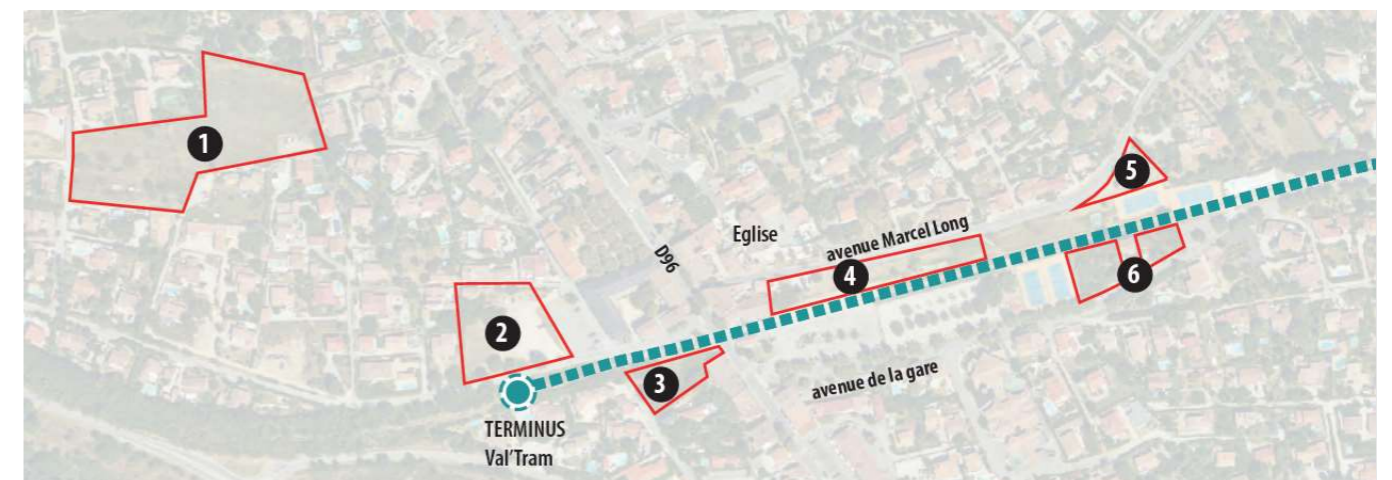 1
5
Eglise
avenue Marcel Long
D96
4
6
2
3
avenue de la gare
TERMINUS
Val'Tram